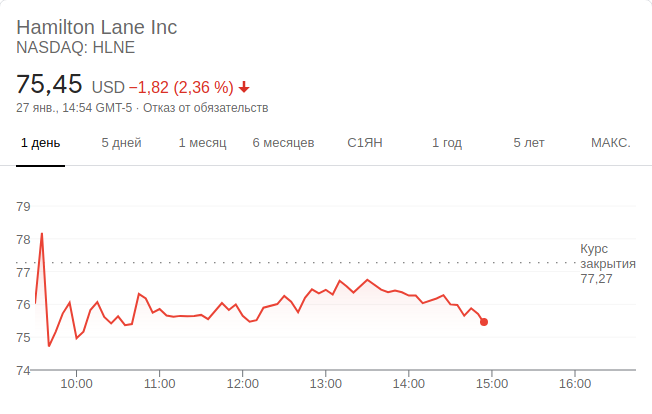 Hamilton Lane Inc
NASDAQ: HLNE
75,45 USD −1,82 (2,36 %)
27 янв., 14:54 GMT-5 · Отказ от обязательств
1 день 5 дней 1 месяц 6 месяцев С1ЯН 1 год 5 лет МАКС.
79
78
77
76
75
74
Курс
закрытия
77,27
10:00 11:00 12:00 13:00 14:00 15:00 16:00